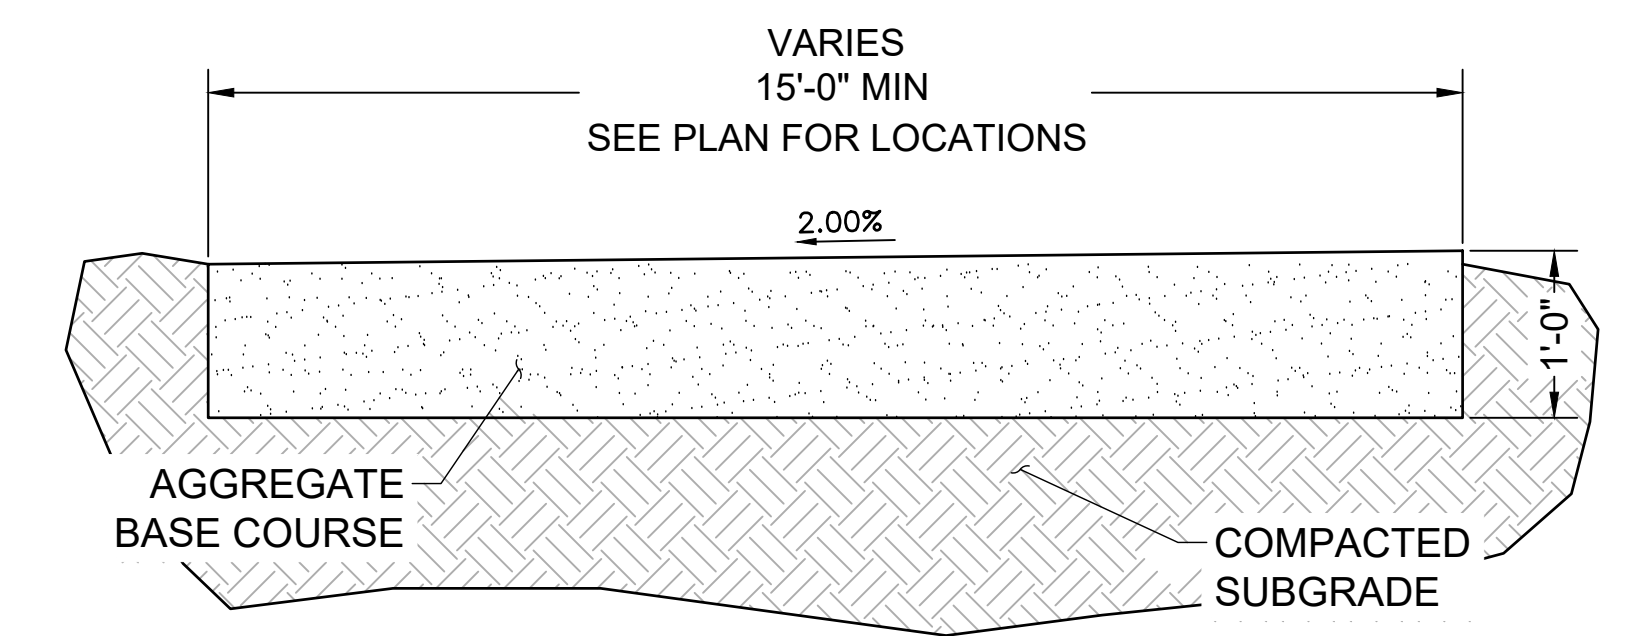 VARIES
15'-0" MIN
SEE PLAN FOR LOCATIONS
2.00%
1'-0"
AGGREGATE
BASE COURSE
COMPACTED
SUBGRADE